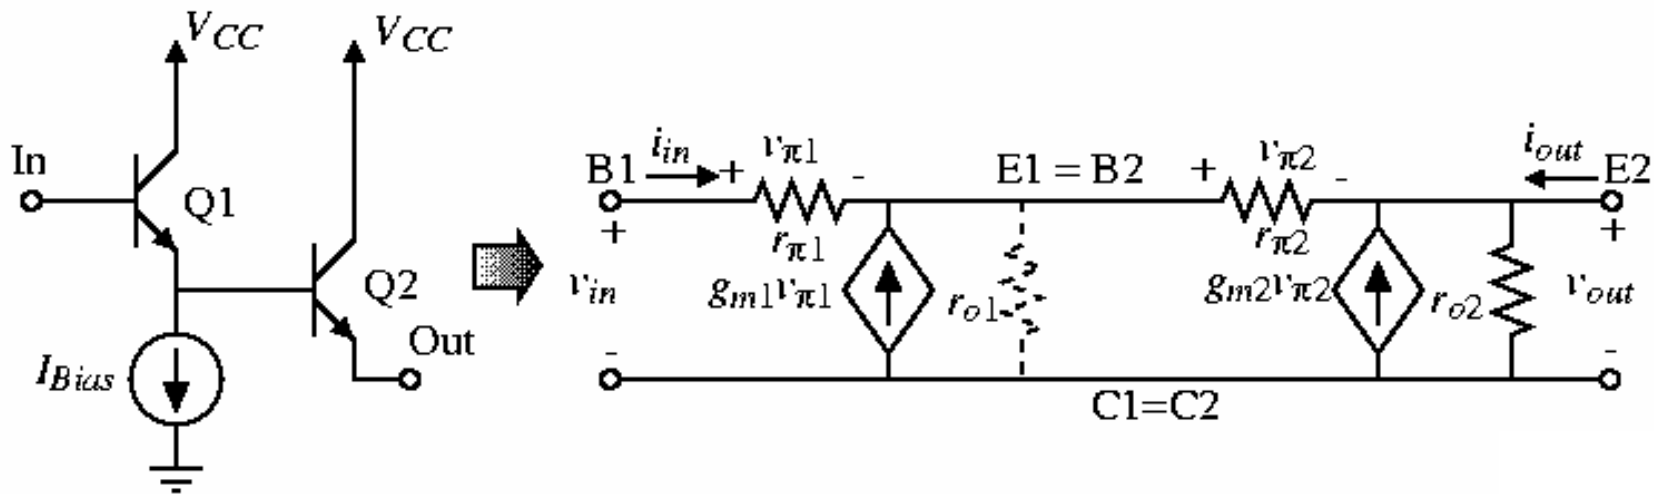 V_CC
V_CC
In
Q1
Q2
Out
I_Bias
B1
i_in
+
v_π1
-
r_π1
E1 = B2
+
v_π2
-
r_π2
i_out
E2
+
v_in
-
g_m1v_π1
r_o1
g_m2v_π2
r_o2
+
v_out
-
C1=C2